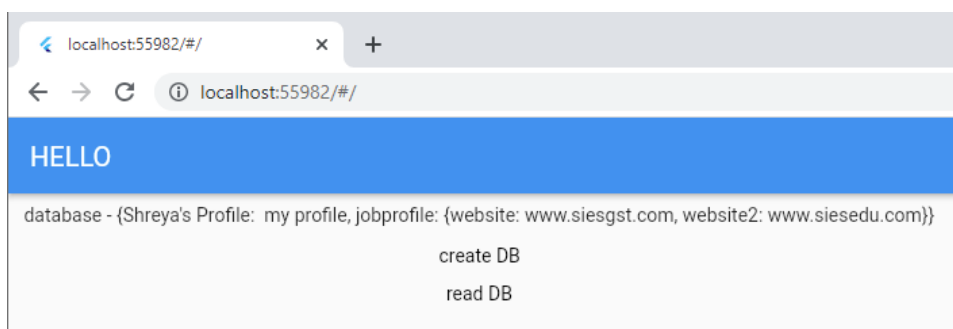 localhost:55982/#/
localhost:55982/#/
HELLO
database - {Shreya's Profile:  my profile, jobprofile: {website: www.siesgst.com, website2: www.siesedu.com}}
create DB
read DB